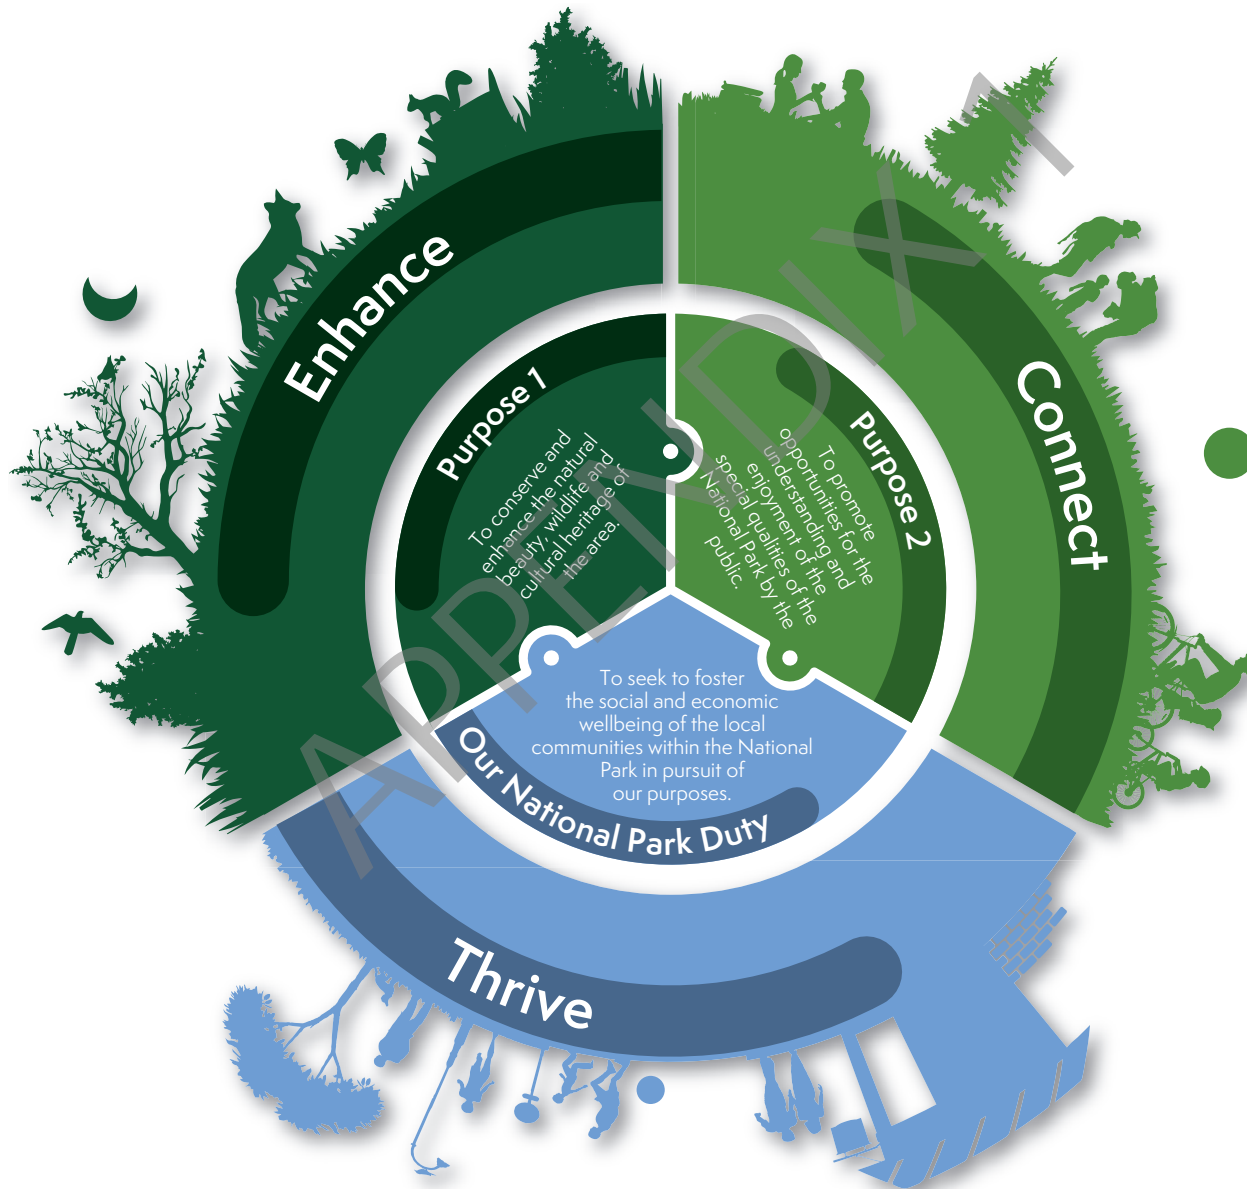 Enhance
Purpose 1
To conserve and
enhance the natural
beauty, wildlife and
cultural heritage of
the area.
Connect
Purpose 2
To promote
opportunities for the
understanding and
enjoyment of the
special qualities of the
National Park by the
public.
To seek to foster
the social and economic
wellbeing of the local
communities within the National
Park in pursuit of
our purposes.
Our National Park Duty
Thrive
APPENDIX 1